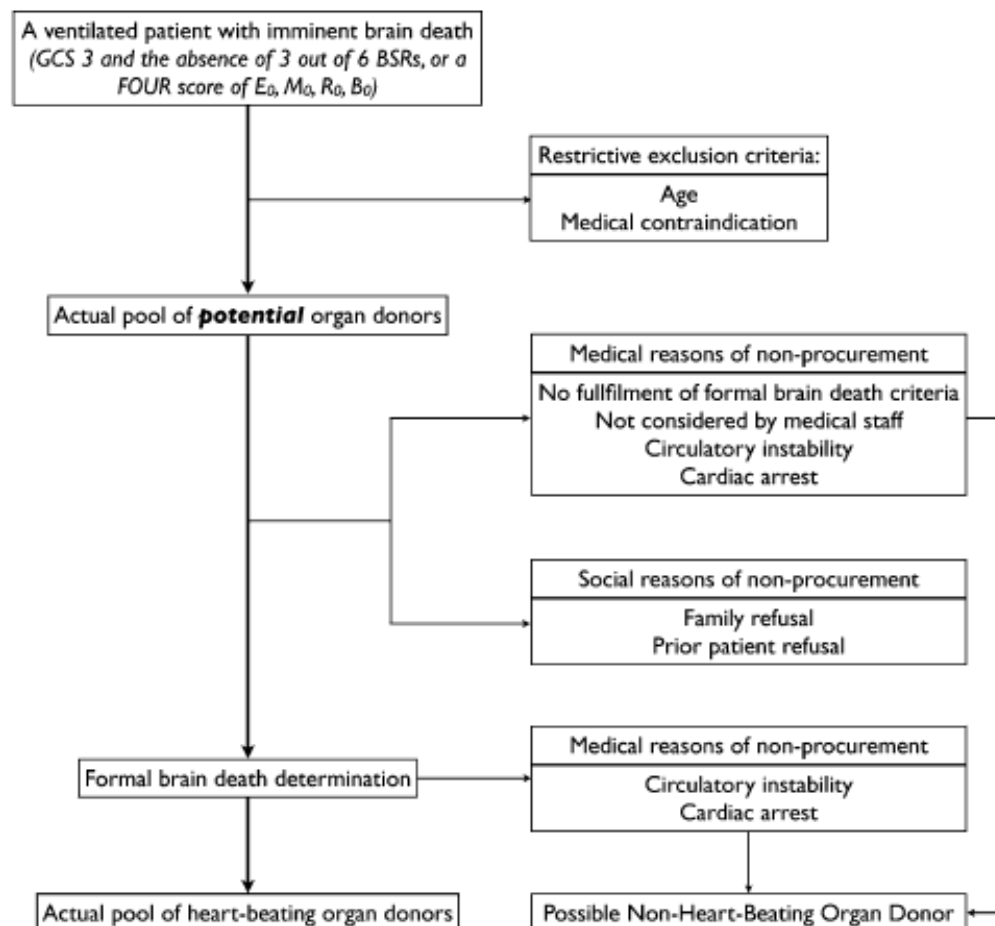 A ventilated patient with imminent brain death
(GCS 3 and the absence of 3 out of 6 BSRs, or a
FOUR score of E₀, M₀, R₀, B₀)
Restrictive exclusion criteria:
Age
Medical contraindication
Actual pool of potential organ donors
Medical reasons of non-procurement
No fullfilment of formal brain death criteria
Not considered by medical staff
Circulatory instability
Cardiac arrest
Social reasons of non-procurement
Family refusal
Prior patient refusal
Medical reasons of non-procurement
Formal brain death determination
Circulatory instability
Cardiac arrest
Actual pool of heart-beating organ donors
Possible Non-Heart-Beating Organ Donor